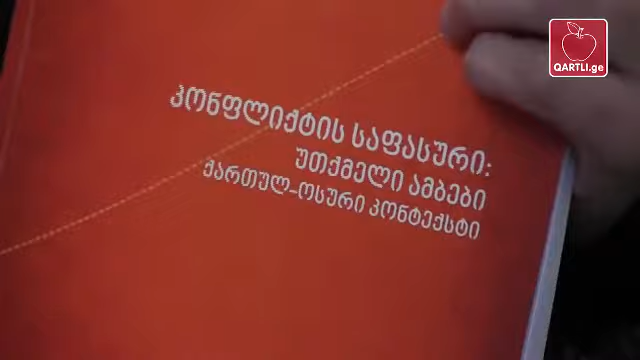 QARTLI.ge
კონფლიქტის საფასური:
უთქმელი ამბები
ქართულ-ოსური კონტექსტი